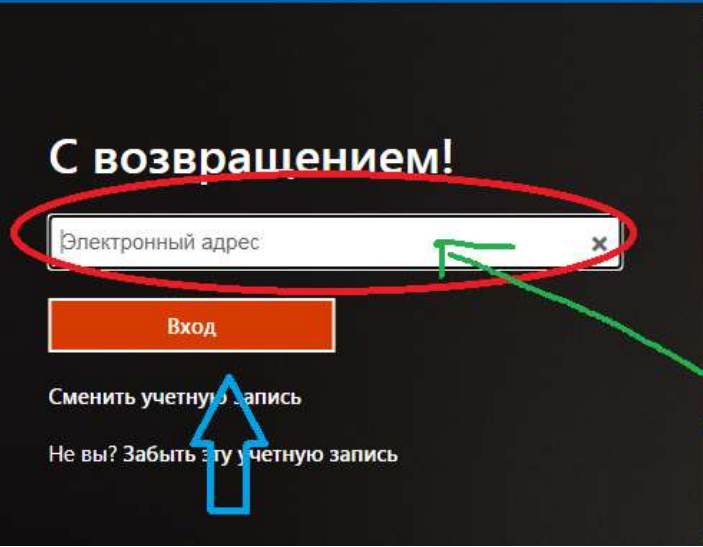 С возвращением!
Электронный адрес
Вход
Сменить учетную запись
Не вы? Забыть эту учетную запись